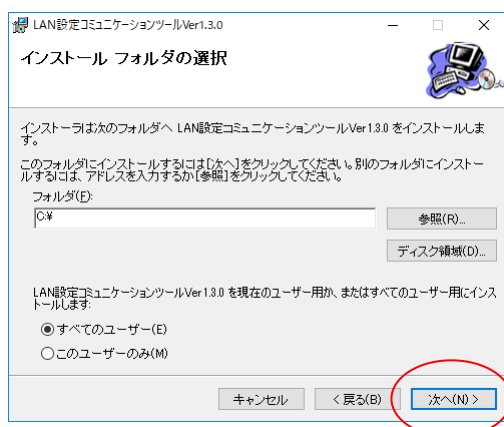 LAN設定コミュニケーションツールVer1.3.0
インストール フォルダの選択
インストーラは次のフォルダへ LAN設定コミュニケーションツールVer1.3.0 をインストールしま
す。
このフォルダにインストールするには[次へ]をクリックしてください。別のフォルダにインストー
ルするには、アドレスを入力するか[参照]をクリックしてください。
フォルダ(F):
C:¥
参照(R)...
ディスク領域(D)...
LAN設定コミュニケーションツールVer1.3.0 を現在のユーザー用か、またはすべてのユーザー用にインス
トールします:
すべてのユーザー(E)
このユーザーのみ(M)
キャンセル
< 戻る(B)
次へ(N) >